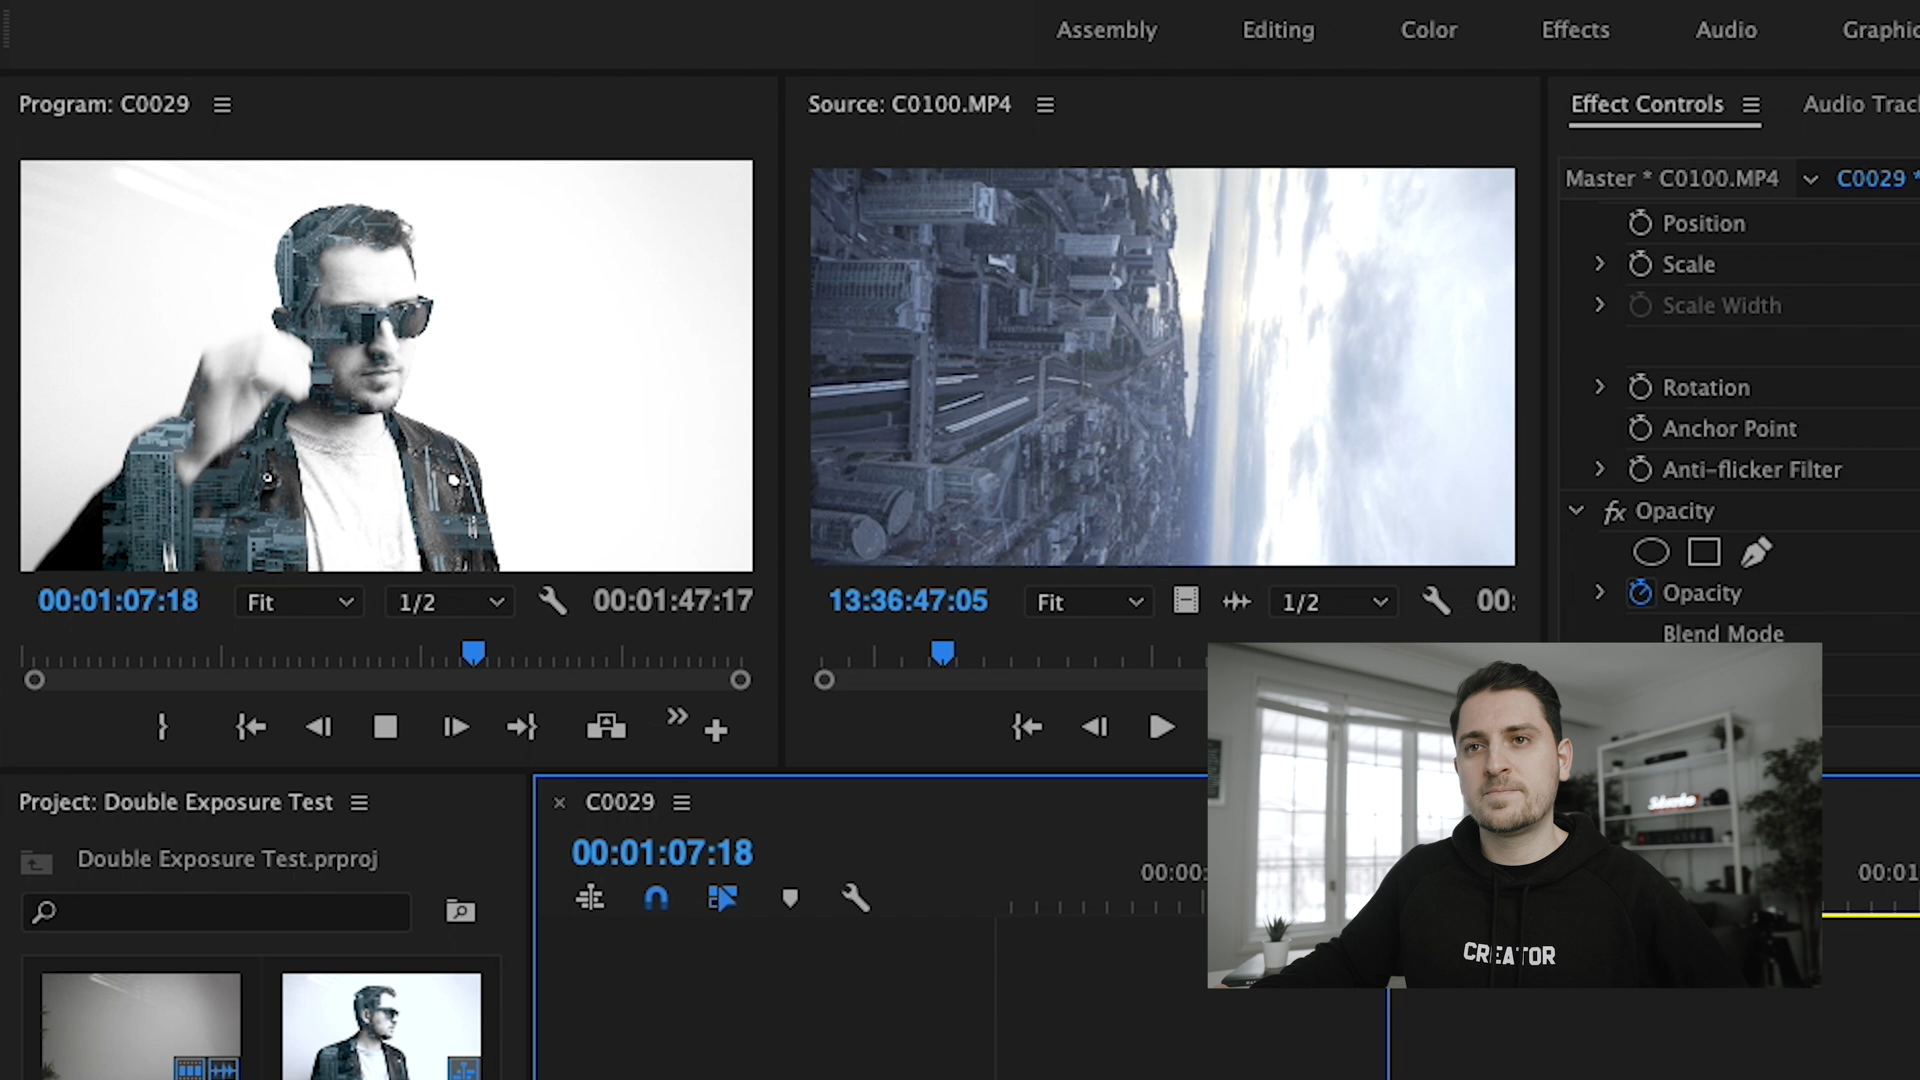 Assembly
Editing
Color
Effects
Audio
Program: C0029
Source: C0100.MP4
Effect Controls
Master * C0100.MP4
C0029 *
Position
Scale
Scale Width
Rotation
Anchor Point
Anti-flicker Filter
fx Opacity
Opacity
Blend Mode
00:01:07:18
Fit
1/2
00:01:47:17
13:36:47:05
Fit
1/2
00:
Project: Double Exposure Test
Double Exposure Test.prproj
C0029
00:01:07:18
00:00:
00:01
CREATOR